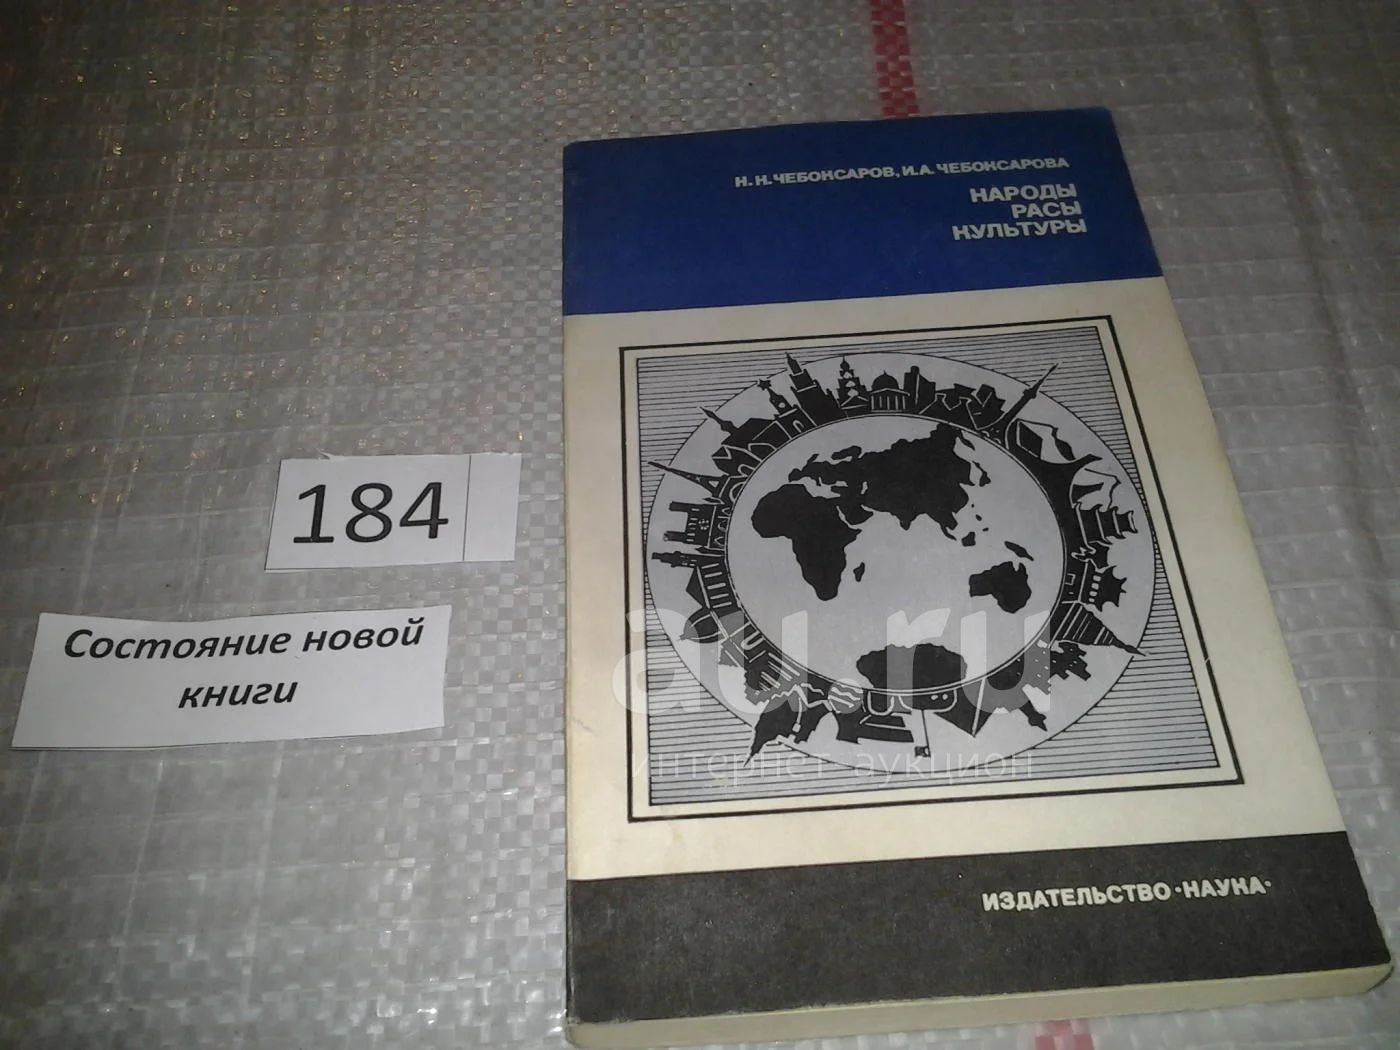 Н.Н.ЧЕБОКСАРОВ, И.А.ЧЕБОКСАРОВА
НАРОДЫ
РАСЫ
КУЛЬТУРЫ
184
Состояние новой
книги
au.ru
интернет аукцион
ИЗДАТЕЛЬСТВО·НАУКА·